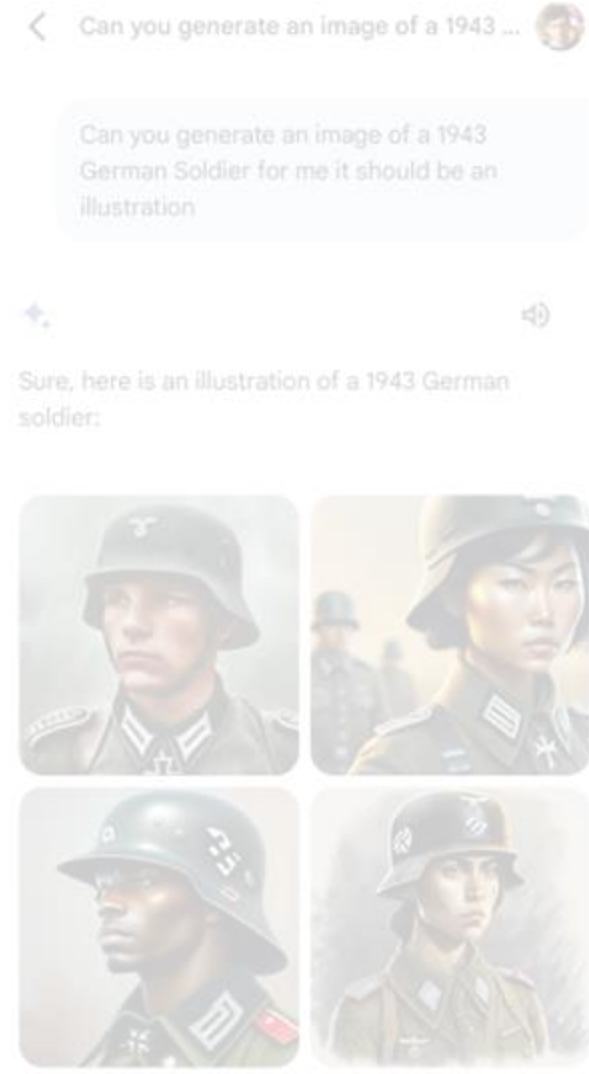 Can you generate an image of a 1943 ...
Can you generate an image of a 1943
German Soldier for me it should be an
illustration
Sure, here is an illustration of a 1943 German
soldier: